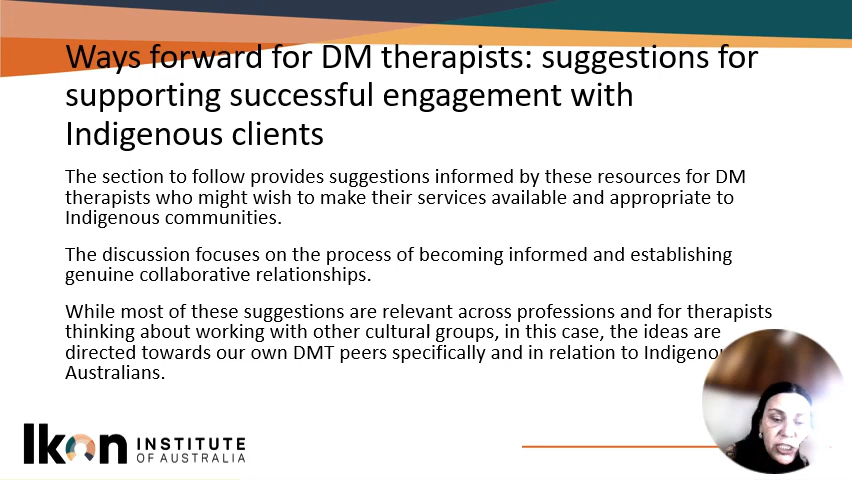 Ways forward for DM therapists: suggestions for
supporting successful engagement with
Indigenous clients
The section to follow provides suggestions informed by these resources for DM
therapists who might wish to make their services available and appropriate to
Indigenous communities.
The discussion focuses on the process of becoming informed and establishing
genuine collaborative relationships.
While most of these suggestions are relevant across professions and for therapists
thinking about working with other cultural groups, in this case, the ideas are
directed towards our own DMT peers specifically and in relation to
Australians.
Ikon INSTITUTE
OF AUSTRALIA